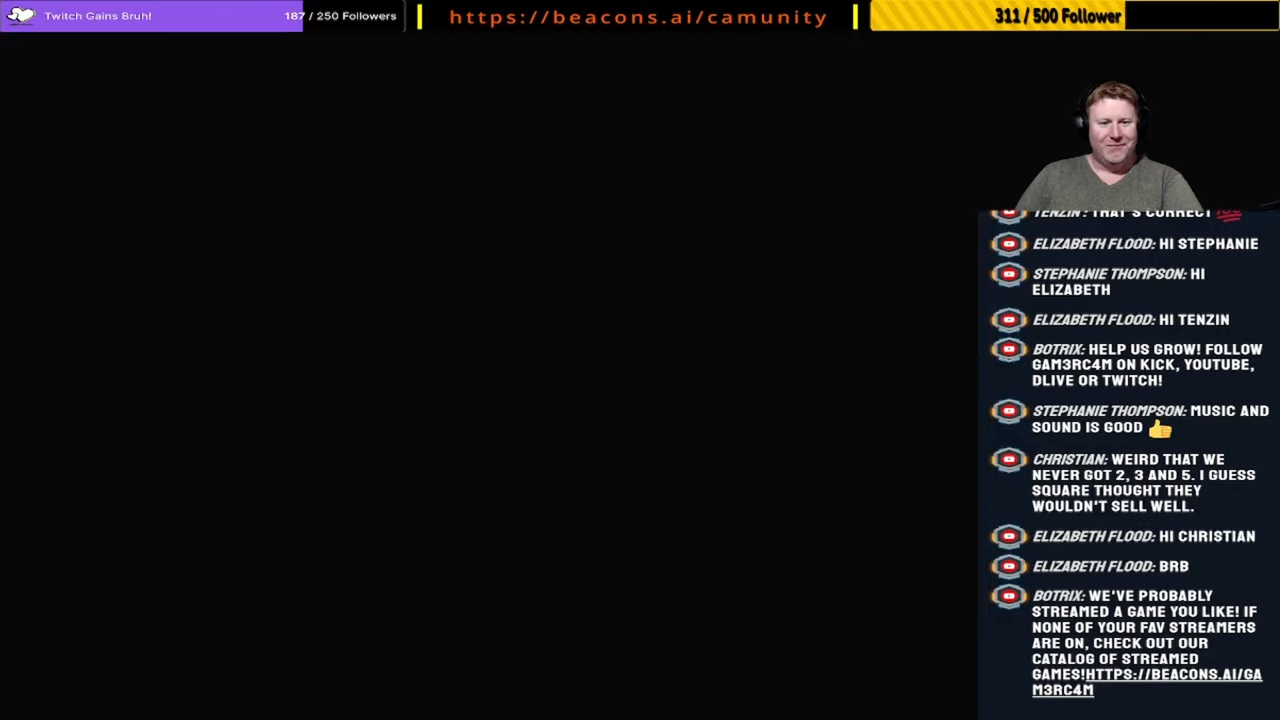 Twitch Gains Bruh! 187 / 250 Followers
https://beacons.ai/camunity
311 / 500 Follower
TENZIN: THAT'S CORRECT 💯
ELIZABETH FLOOD: HI STEPHANIE
STEPHANIE THOMPSON: HI
ELIZABETH
ELIZABETH FLOOD: HI TENZIN
BOTRIX: HELP US GROW! FOLLOW
GAM3RC4M ON KICK, YOUTUBE,
DLIVE OR TWITCH!
STEPHANIE THOMPSON: MUSIC AND
SOUND IS GOOD 👍
CHRISTIAN: WEIRD THAT WE
NEVER GOT 2, 3 AND 5. I GUESS
SQUARE THOUGHT THEY
WOULDN'T SELL WELL.
ELIZABETH FLOOD: HI CHRISTIAN
ELIZABETH FLOOD: BRB
BOTRIX: WE'VE PROBABLY
STREAMED A GAME YOU LIKE! IF
NONE OF YOUR FAV STREAMERS
ARE ON, CHECK OUT OUR
CATALOG OF STREAMED
GAMES!HTTPS://BEACONS.AI/GA
M3RC4M